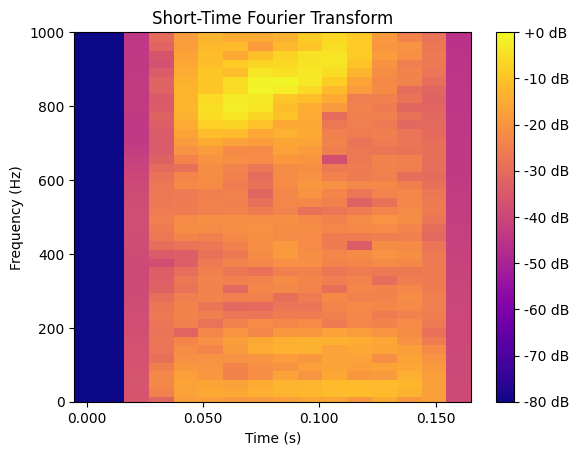 Short-Time Fourier Transform
Frequency (Hz)
1000
800
600
400
200
0
0.000
0.050
0.100
0.150
Time (s)
+0 dB
-10 dB
-20 dB
-30 dB
-40 dB
-50 dB
-60 dB
-70 dB
-80 dB